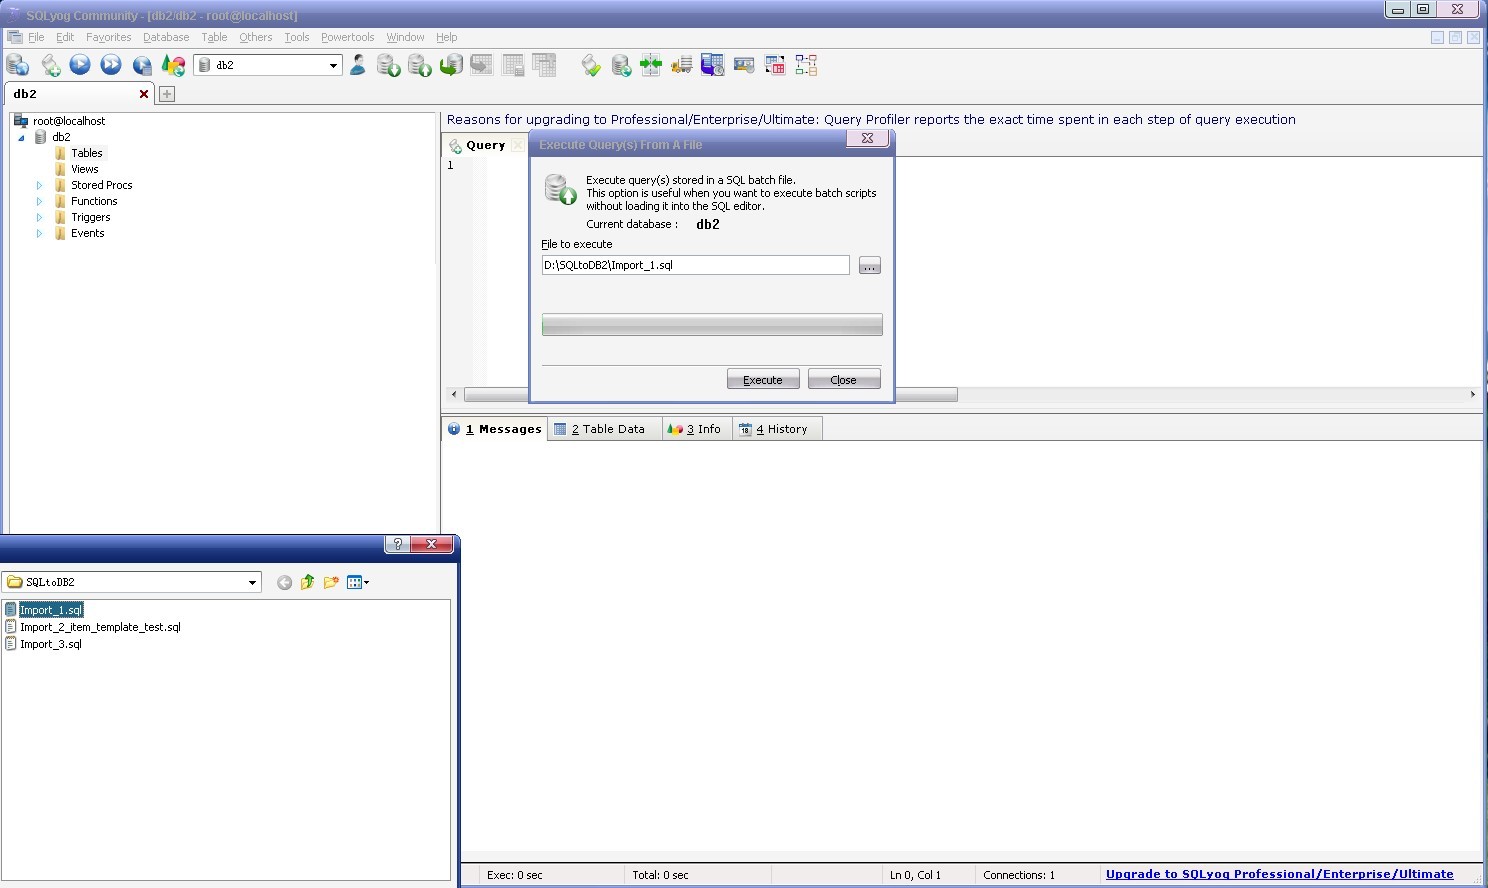 SQLyog Community - [db2/db2 - root@localhost]
File Edit Favorites Database Table Others Tools Powertools Window Help
db2
db2
root@localhost
db2
Tables
Views
Stored Procs
Functions
Triggers
Events
Reasons for upgrading to Professional/Enterprise/Ultimate: Query Profiler reports the exact time spent in each step of query execution
Query
1
Execute Query(s) From A File
Execute query(s) stored in a SQL batch file.
This option is useful when you want to execute batch scripts
without loading it into the SQL editor.
Current database : db2
File to execute
D:\SQLtoDB2\Import_1.sql
...
Execute Close
1 Messages 2 Table Data 3 Info 18 4 History
SQLtoDB2
Import_1.sql
Import_2_item_template_test.sql
Import_3.sql
Exec: 0 sec Total: 0 sec Ln 0, Col 1 Connections: 1 Upgrade to SQLyog Professional/Enterprise/Ultimate